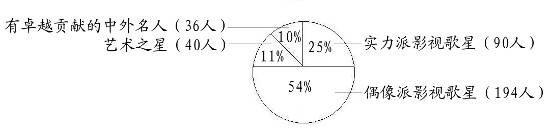 有卓越贡献的中外名人（36人）
艺术之星（40人）
10%
25%
11%
54%
实力派影视歌星（90人）
偶像派影视歌星（194人）